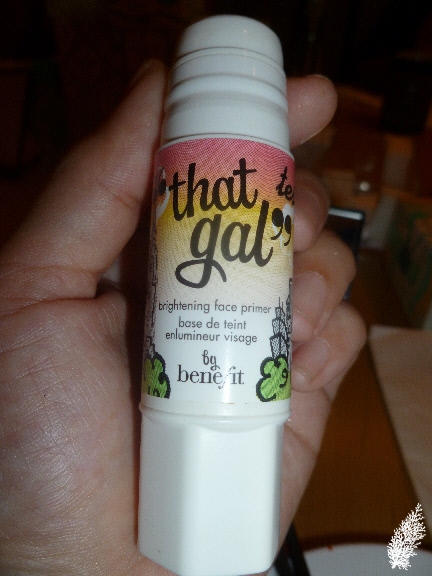 "that
gal"
brightening face primer
base de teint
enlumineur visage
by
benefit